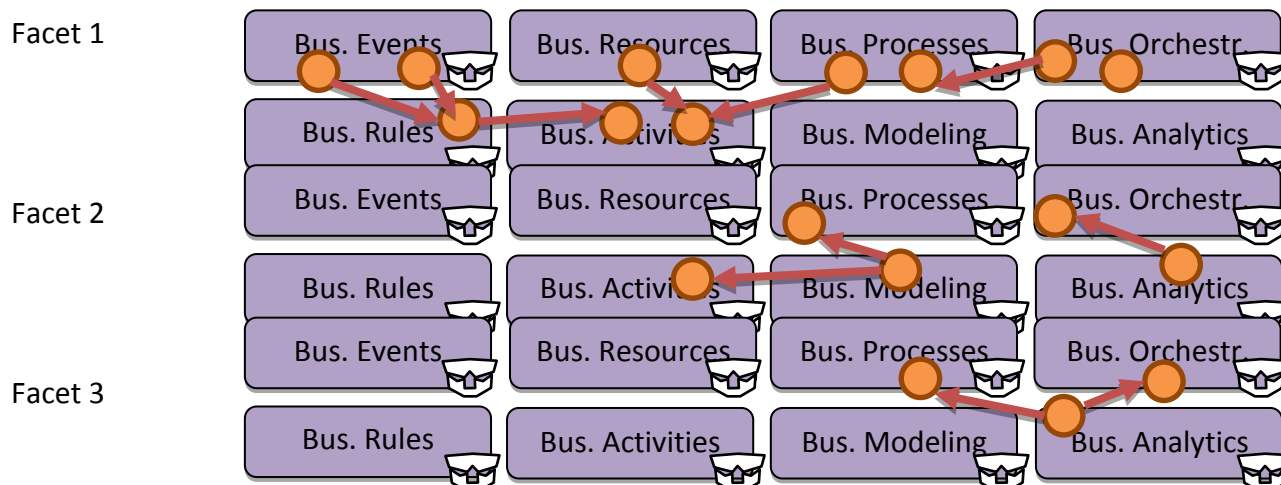 Facet 1
Bus. Events Bus. Resources Bus. Processes Bus. Orchestr.
Bus. Rules Bus. Activities Bus. Modeling Bus. Analytics
Facet 2
Bus. Events Bus. Resources Bus. Processes Bus. Orchestr.
Bus. Rules Bus. Activities Bus. Modeling Bus. Analytics
Facet 3
Bus. Events Bus. Resources Bus. Processes Bus. Orchestr.
Bus. Rules Bus. Activities Bus. Modeling Bus. Analytics